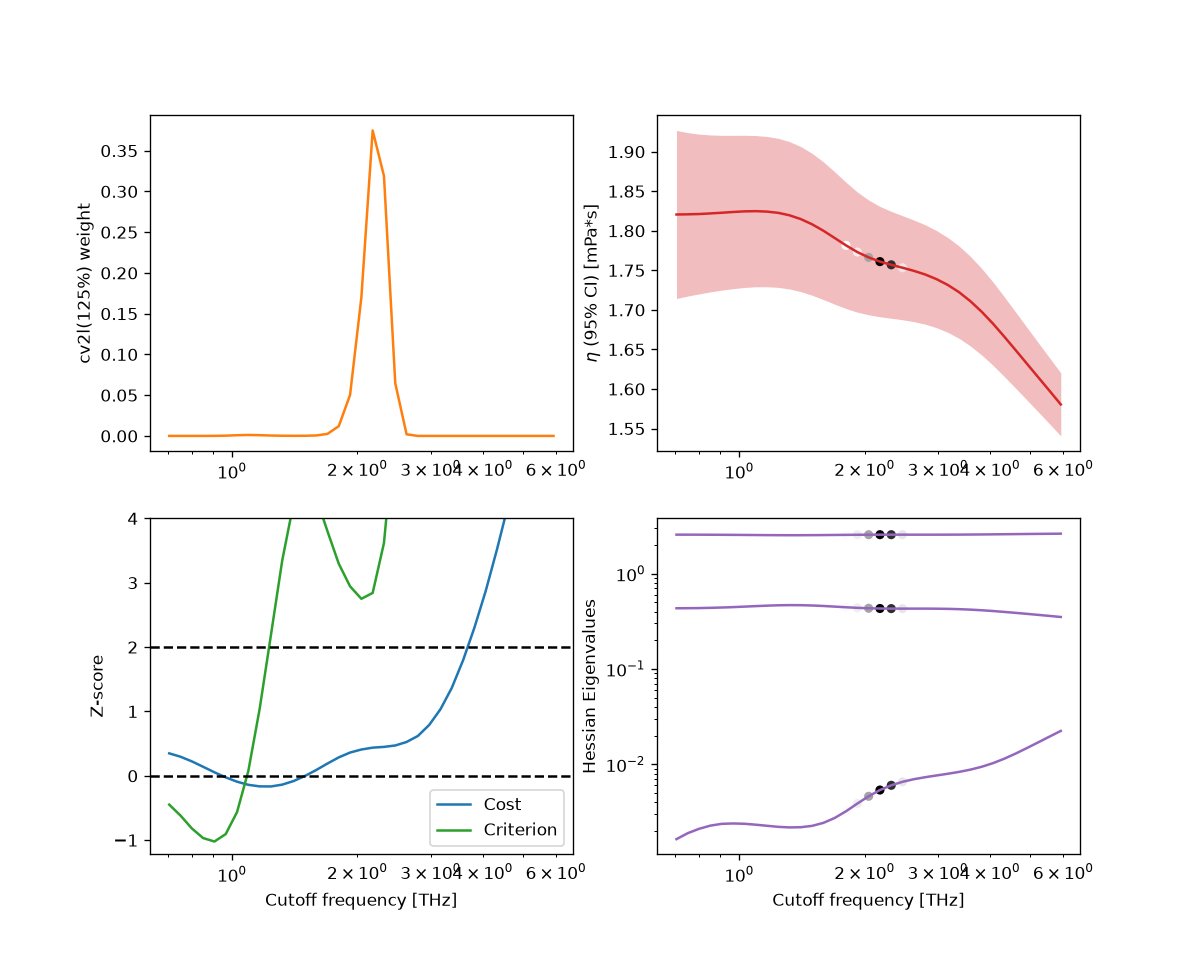 0.35
0.30
0.25
0.20
0.15
0.10
0.05
0.00
cv2l(125%) weight
10⁰
2 × 10⁰
3 × 10⁰
4 × 10⁰
6 × 10⁰
1.90
1.85
1.80
1.75
1.70
1.65
1.60
1.55
η (95% CI) [mPa*s]
10⁰
2 × 10⁰
3 × 10⁰
4 × 10⁰
6 × 10⁰
4
3
2
1
0
−1
Z-score
Cost
Criterion
10⁰
2 × 10⁰
3 × 10⁰
4 × 10⁰
6 × 10⁰
Cutoff frequency [THz]
10⁰
10⁻¹
10⁻²
Hessian Eigenvalues
10⁰
2 × 10⁰
3 × 10⁰
4 × 10⁰
6 × 10⁰
Cutoff frequency [THz]